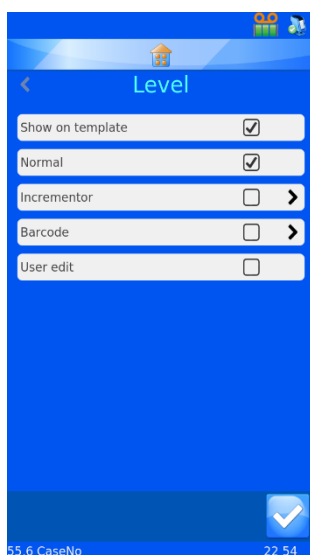 Level
Show on template
Normal
Incrementor
Barcode
User edit
55.6 CaseNo 22 54